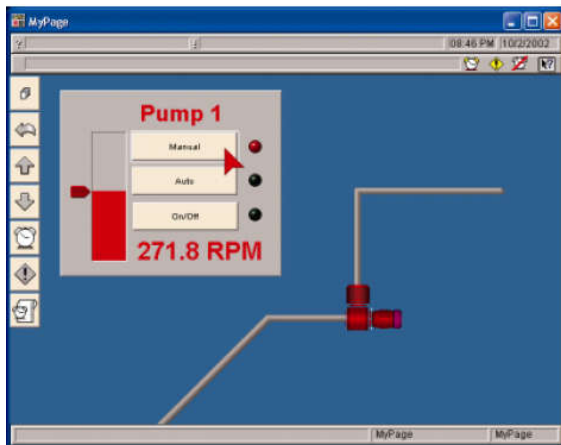 MyPage
08:46 PM 10/2/2002
Pump 1
Manual
Auto
On/Off
271.8 RPM
MyPage MyPage